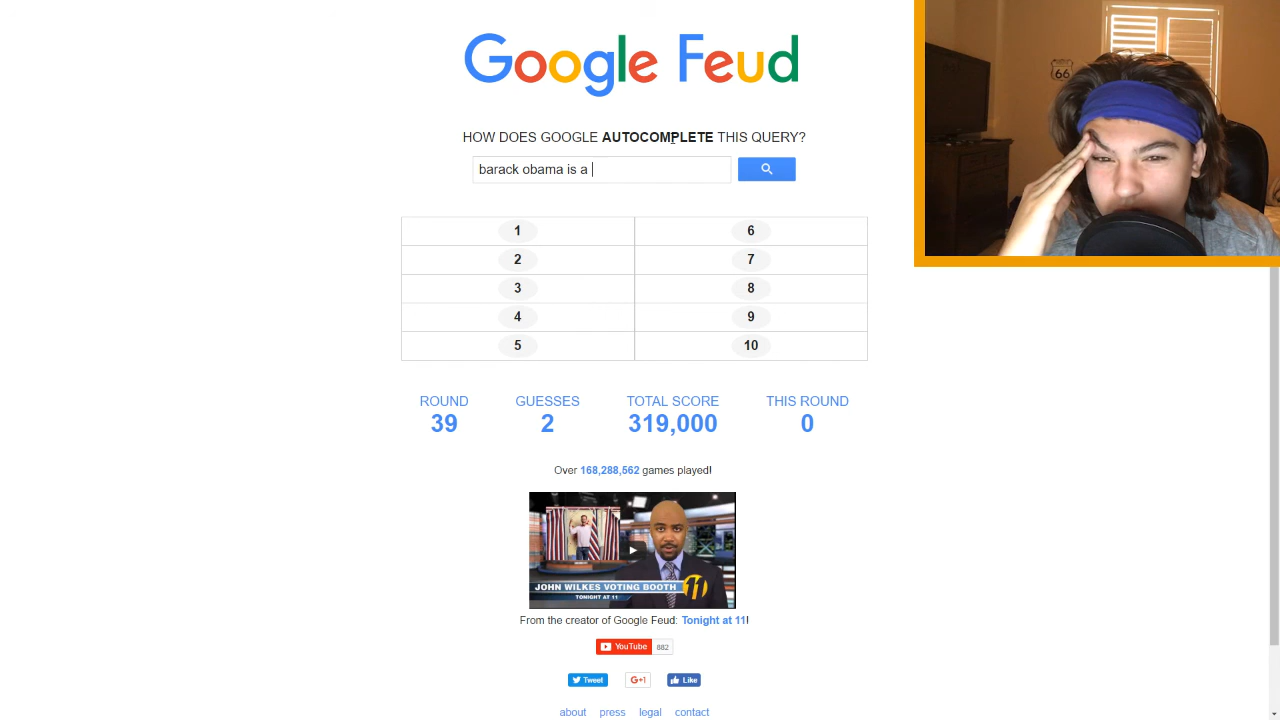 Google Feud
HOW DOES GOOGLE AUTOCOMPLETE THIS QUERY?
barack obama is a
1 6
2 7
3 8
4 9
5 10
ROUND GUESSES TOTAL SCORE THIS ROUND
39 2 319,000 0
Over 168,288,562 games played!
JOHN WILKES VOTING BOOTH
TONIGHT AT 11
11
From the creator of Google Feud: Tonight at 11!
YouTube 882
Tweet G+1 Like
about press legal contact
66